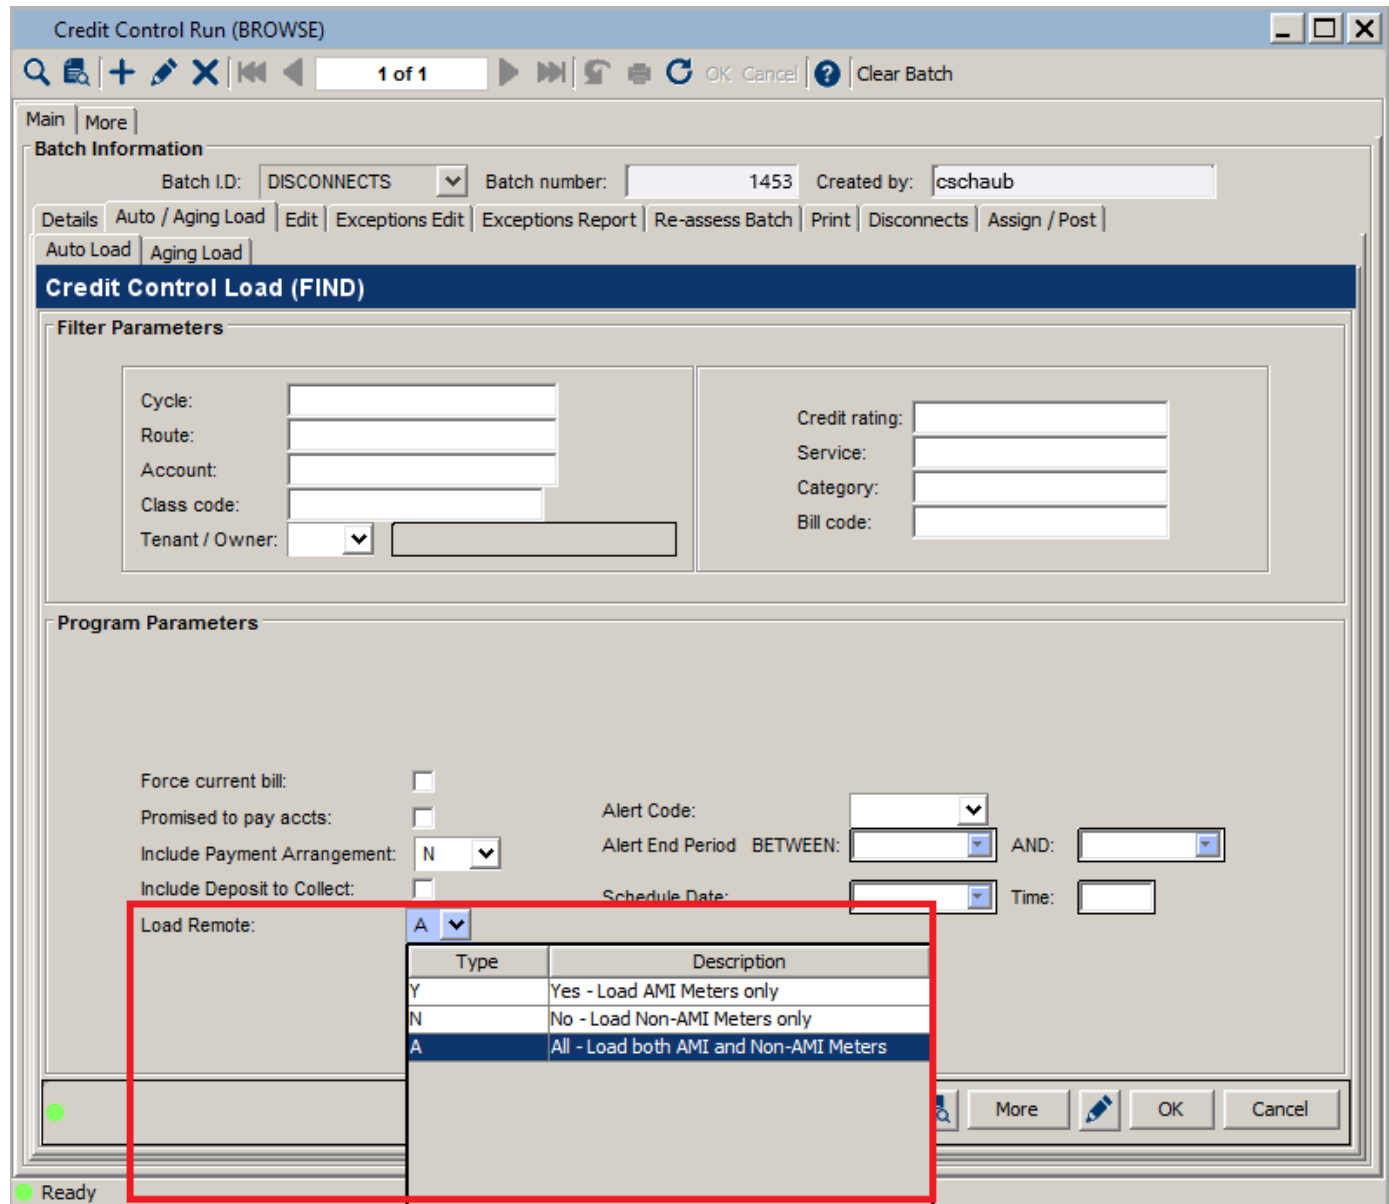 Credit Control Run (BROWSE)
1 of 1 OK Cancel Clear Batch
Main More
Batch Information
Batch I.D: DISCONNECTS Batch number: 1453 Created by: cschaub
Details Auto / Aging Load Edit Exceptions Edit Exceptions Report Re-assess Batch Print Disconnects Assign / Post
Auto Load Aging Load
Credit Control Load (FIND)
Filter Parameters
Cycle:
Route:
Account:
Class code:
Tenant / Owner:
Credit rating:
Service:
Category:
Bill code:
Program Parameters
Force current bill:
Promised to pay accts:
Include Payment Arrangement: N
Include Deposit to Collect:
Load Remote: A
Alert Code:
Alert End Period BETWEEN: AND:
Schedule Date: Time:
Type Description
Y Yes - Load AMI Meters only
N No - Load Non-AMI Meters only
A All - Load both AMI and Non-AMI Meters
More OK Cancel
Ready